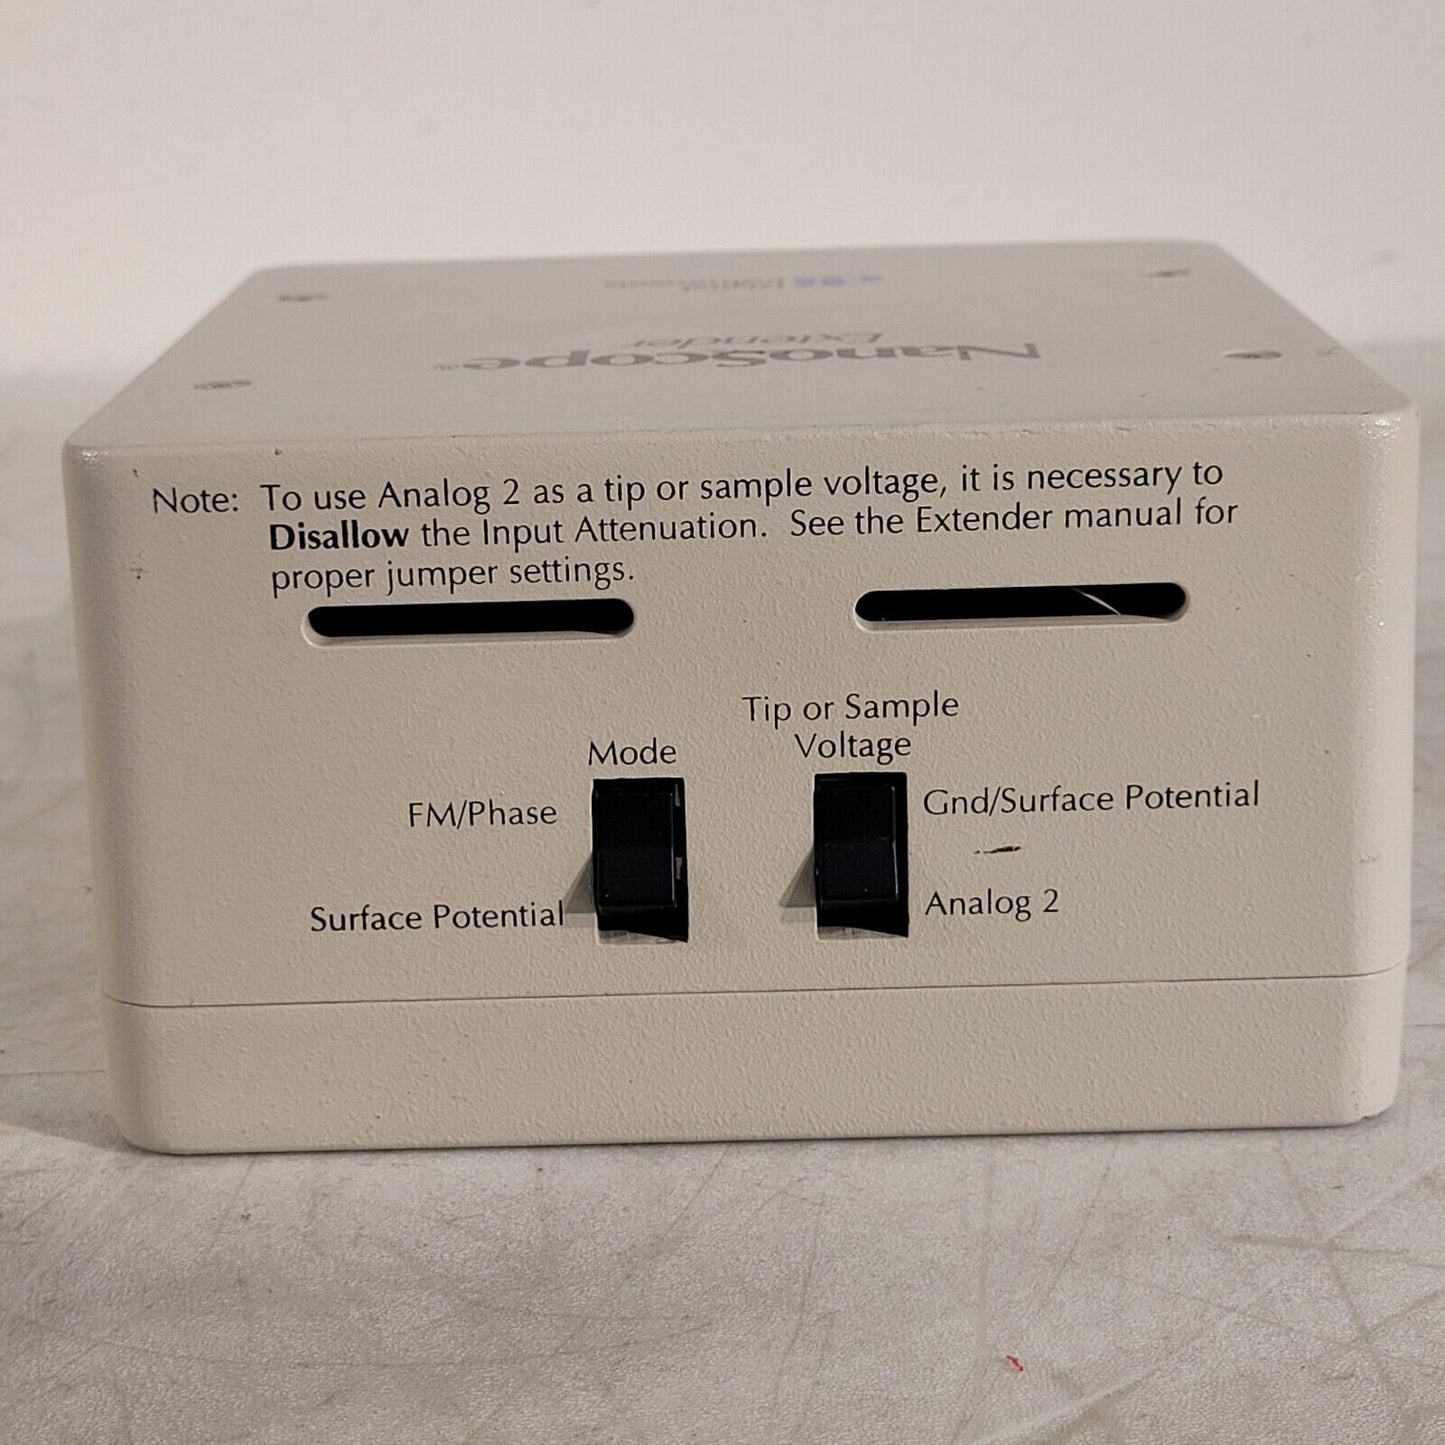 Digital
NanoScope
Extender
Note: To use Analog 2 as a tip or sample voltage, it is necessary to
Disallow the Input Attenuation. See the Extender manual for
proper jumper settings.
Tip or Sample
Voltage
Mode
FM/Phase
Surface Potential
Gnd/Surface Potential
Analog 2